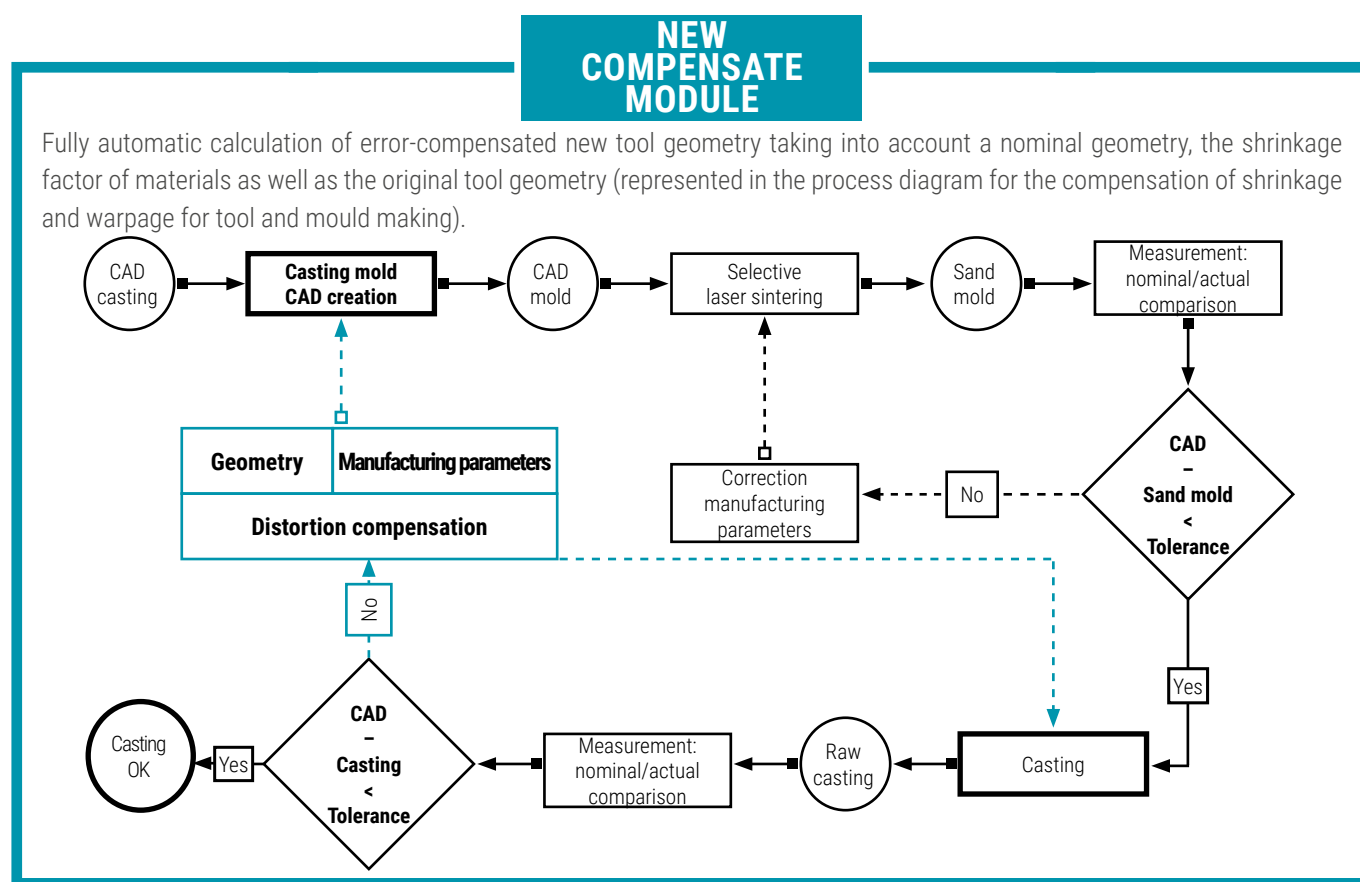 NEW
COMPENSATE
MODULE
Fully automatic calculation of error-compensated new tool geometry taking into account a nominal geometry, the shrinkage
factor of materials as well as the original tool geometry (represented in the process diagram for the compensation of shrinkage
and warpage for tool and mould making).
CAD
casting
Casting mold
CAD creation
CAD
mold
Selective
laser sintering
Sand
mold
Measurement:
nominal/actual
comparison
Geometry
Manufacturing parameters
Distortion compensation
Correction
manufacturing
parameters
No
CAD
–
Sand mold
<
Tolerance
No
Yes
Casting
OK
Yes
CAD
–
Casting
<
Tolerance
Measurement:
nominal/actual
comparison
Raw
casting
Casting